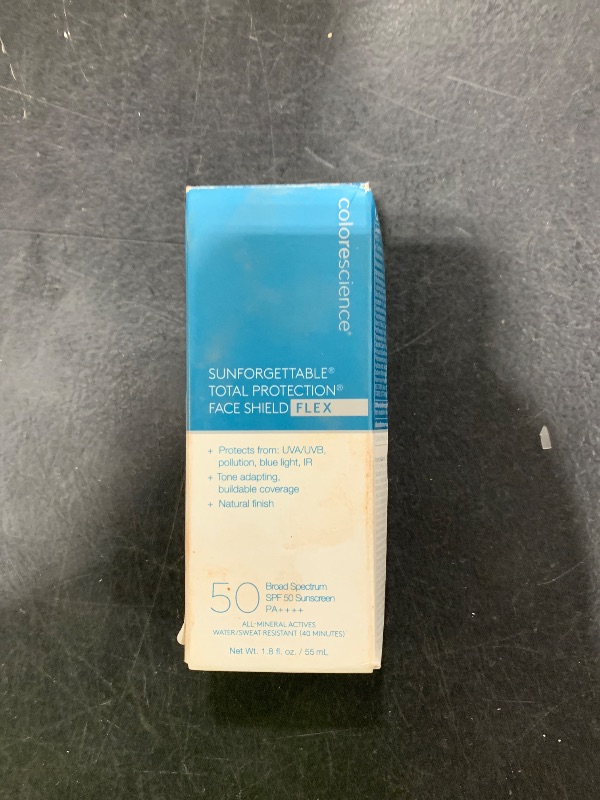 colorescience®
SUNFORGETTABLE®
TOTAL PROTECTION®
FACE SHIELD FLEX
+ Protects from: UVA/UVB,
pollution, blue light, IR
+ Tone adapting,
buildable coverage
+ Natural finish
50
Broad Spectrum
SPF 50 Sunscreen
PA++++
ALL-MINERAL ACTIVES
WATER/SWEAT RESISTANT (40 MINUTES)
Net Wt. 1.8 fl. oz. / 55 mL